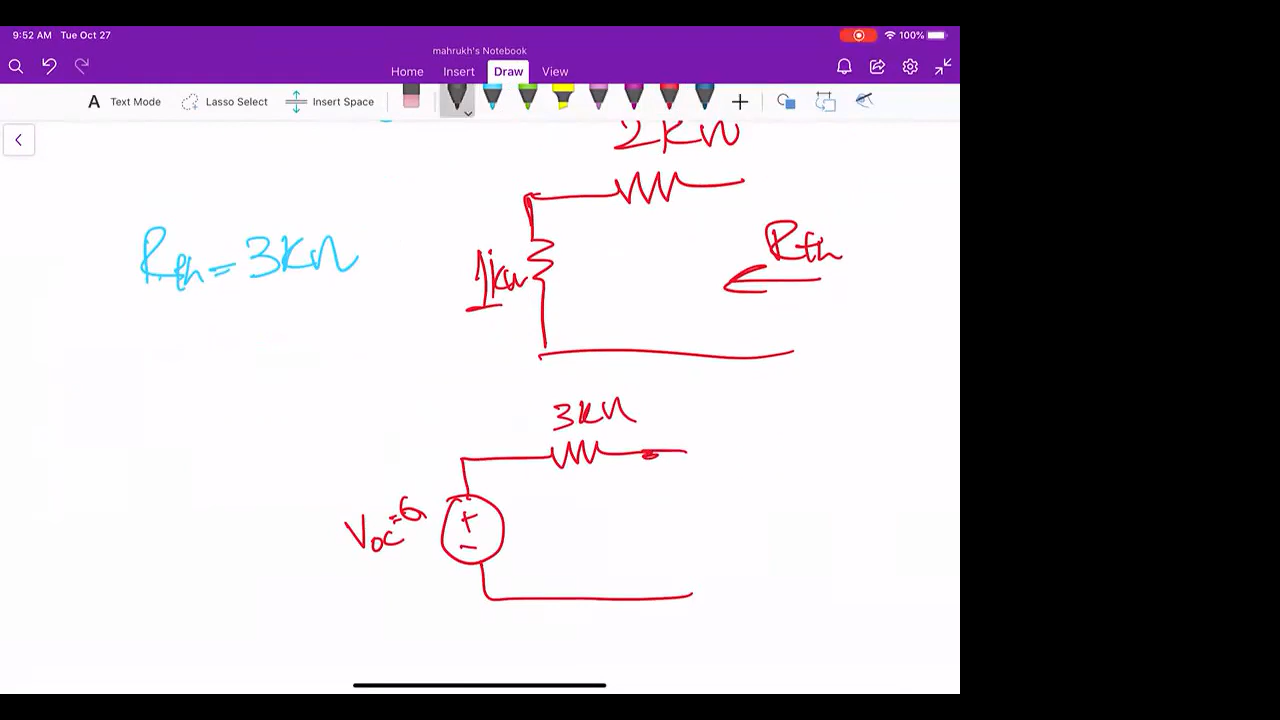 9:52 AM Tue Oct 27
100%
mahrukh's Notebook
Home Insert Draw View
Text Mode Lasso Select Insert Space
2KΩ
Rth
Rth = 3KΩ
1KΩ
3KΩ
Voc=6
+
-